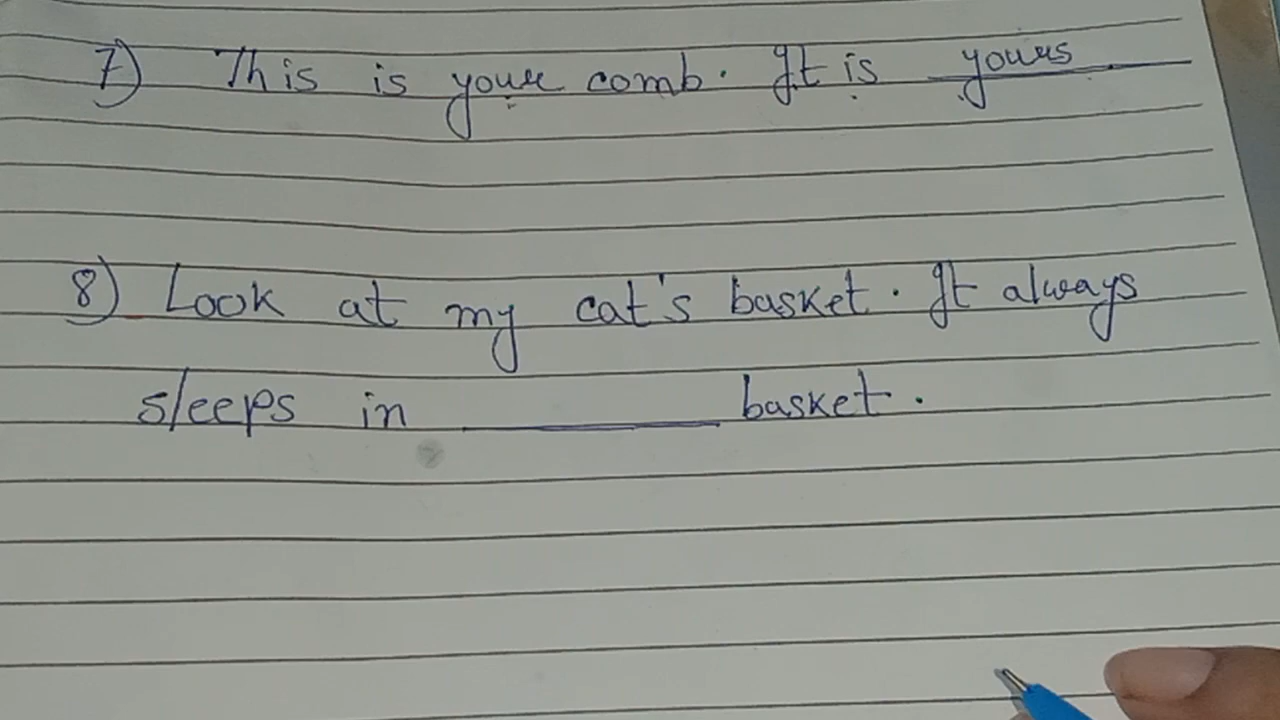 7) This is your comb. It is yours
8) Look at my cat's basket. It always
sleeps in ________ basket.